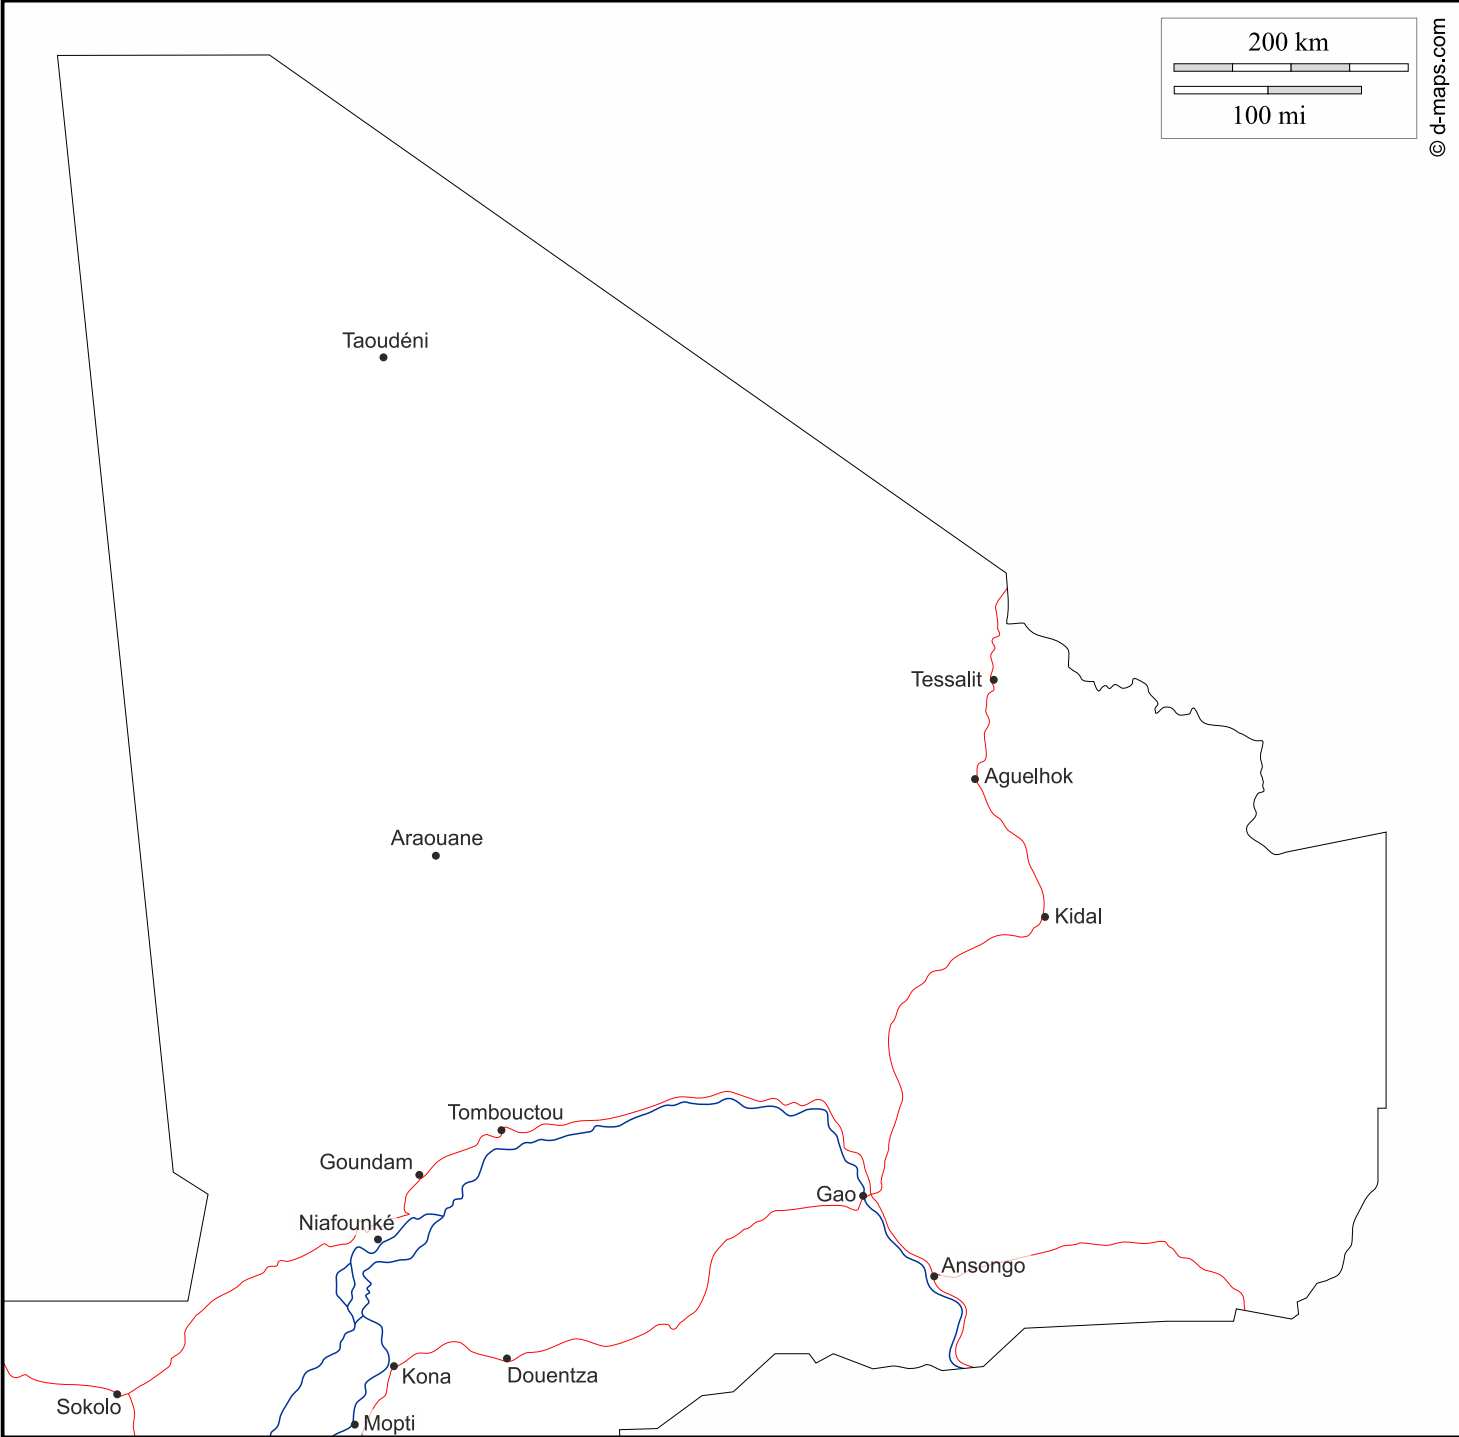 200 km
100 mi
© d-maps.com
Taoudéni
Tessalit
Aguelhok
Araouane
Kidal
Tombouctou
Goundam
Gao
Niafounké
Ansongo
Kona
Douentza
Sokolo
Mopti